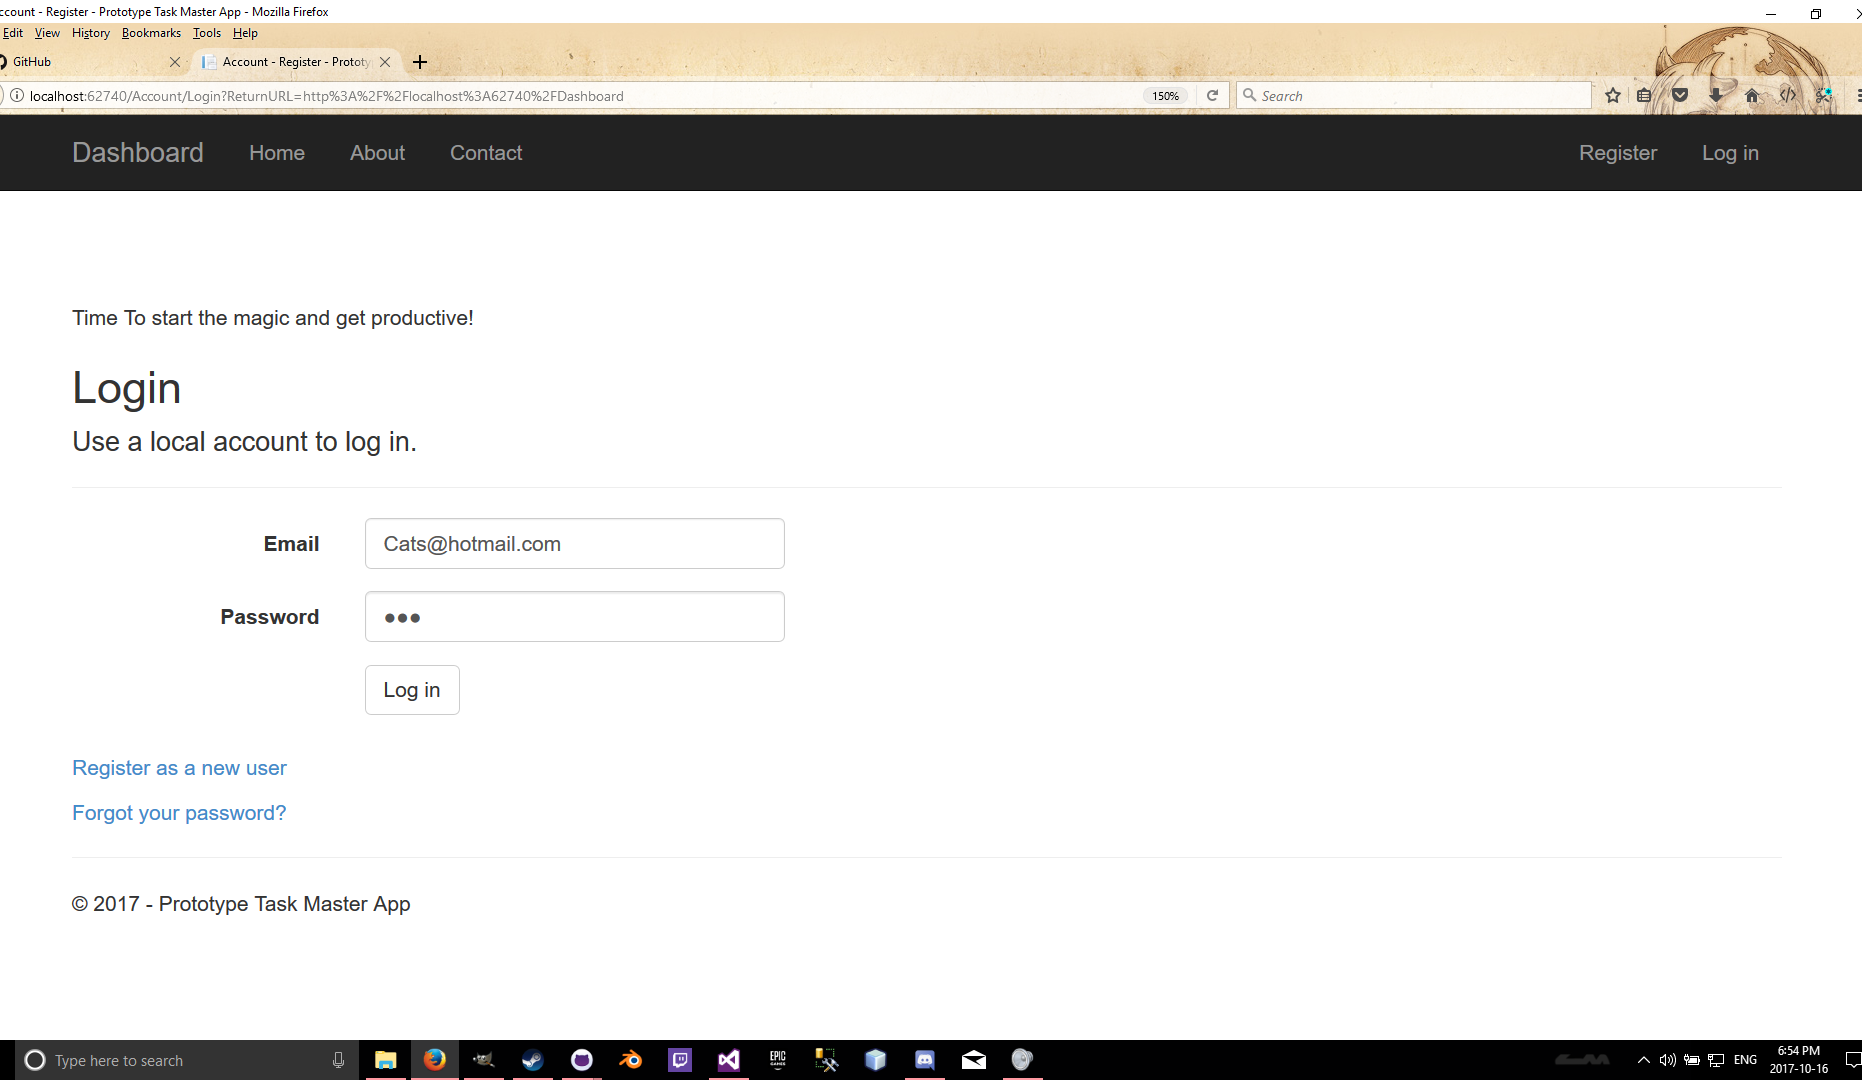 ccount - Register - Prototype Task Master App - Mozilla Firefox
Edit View History Bookmarks Tools Help
GitHub Account - Register - Prototy
localhost:62740/Account/Login?ReturnURL=http%3A%2F%2Flocalhost%3A62740%2FDashboard 150% Search
Dashboard Home About Contact Register Log in
Time To start the magic and get productive!
Login
Use a local account to log in.
Email Cats@hotmail.com
Password
Log in
Register as a new user
Forgot your password?
© 2017 - Prototype Task Master App
Type here to search EPIC GAMES ENG 6:54 PM
2017-10-16